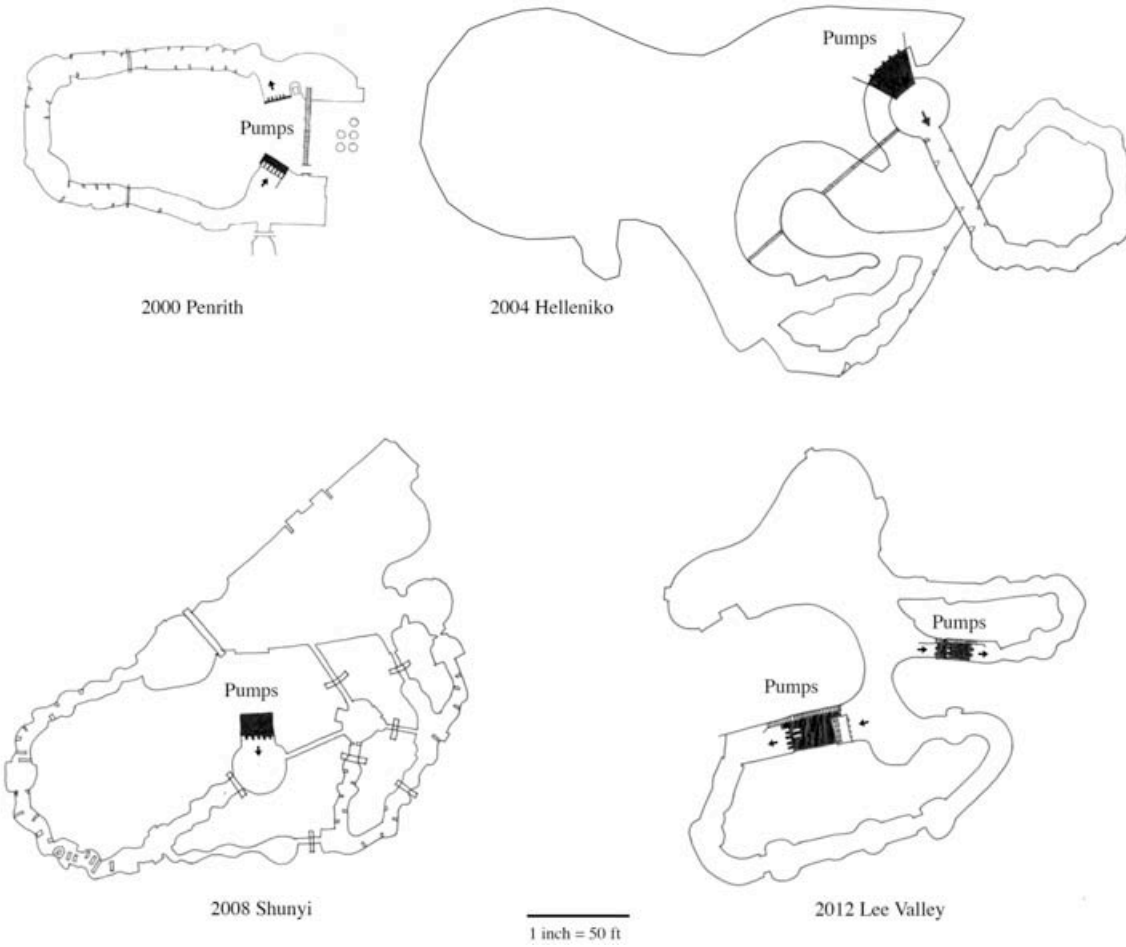 Pumps
Pumps
2000 Penrith
2004 Helleniko
Pumps
Pumps
Pumps
2008 Shunyi
2012 Lee Valley
1 inch = 50 ft